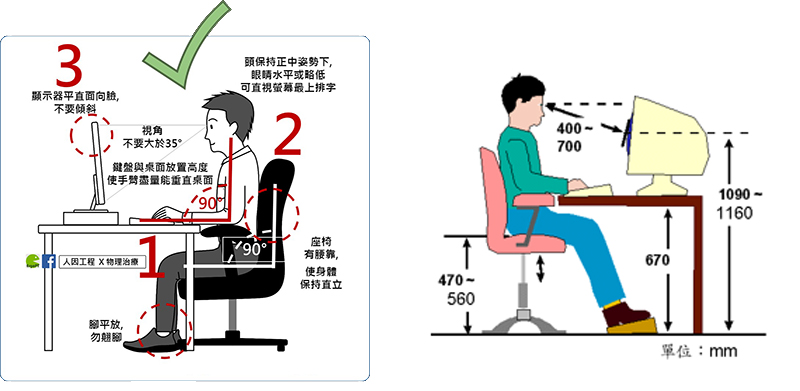 3
顯示器平直面向臉,
不要傾斜
頭保持正中姿勢下,
眼睛水平或略低
可直視螢幕最上排字
視角
不要大於35°
2
鍵盤與桌面放置高度
使手臂盡量能垂直桌面
90°
1
90°
座椅
有腰靠,
使身體
保持直立
人因工程 X 物理治療
腳平放,
勿翹腳
400~
700
1090~
1160
670
470~
560
單位：mm